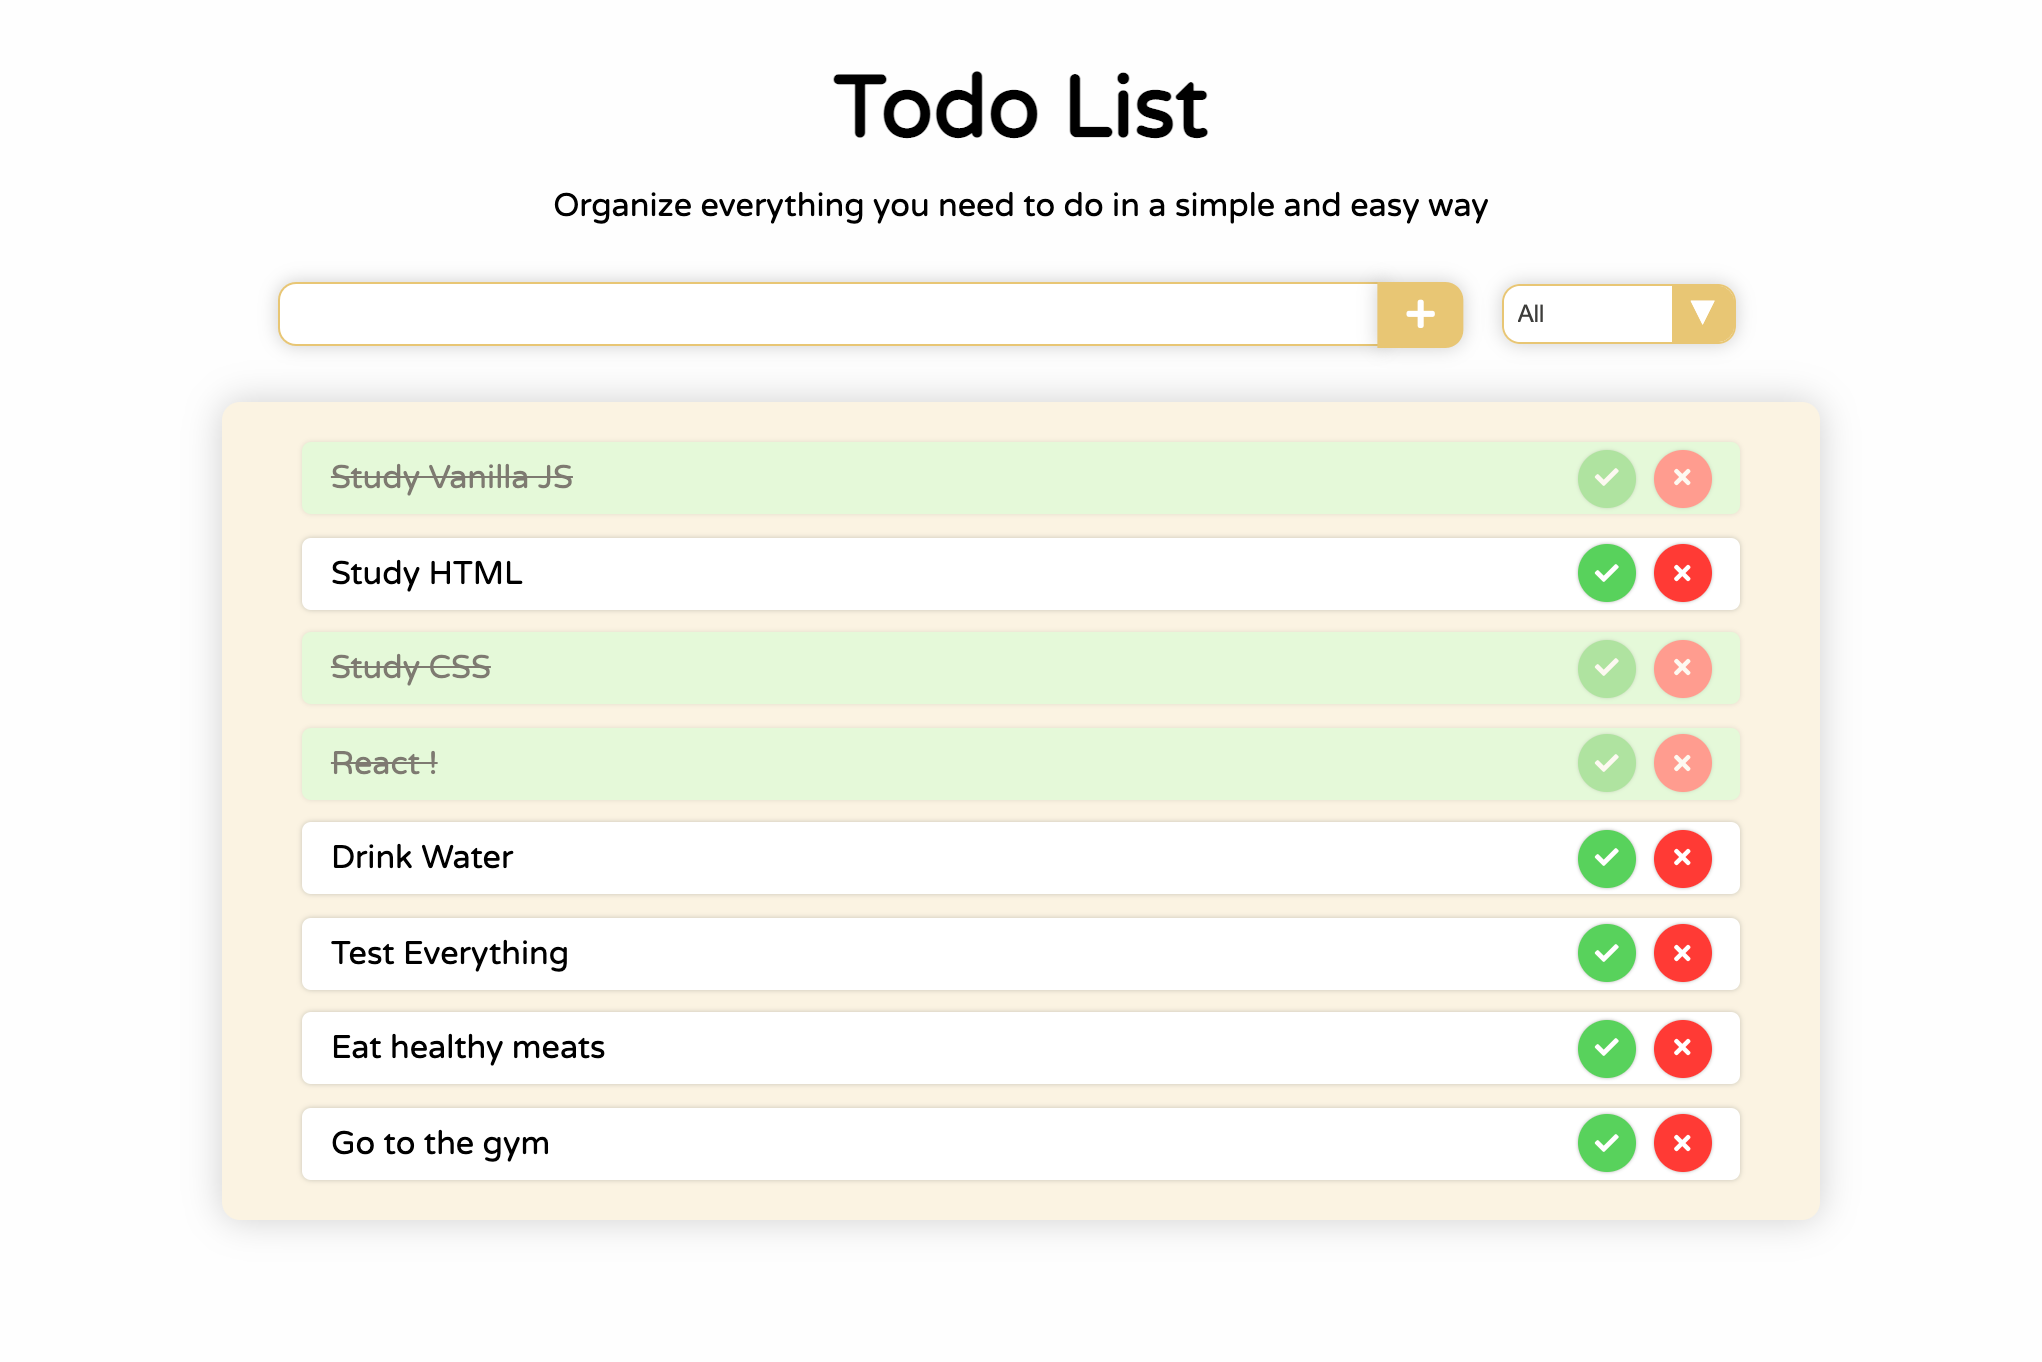 Todo List
Organize everything you need to do in a simple and easy way
All
Study Vanilla JS
Study HTML
Study CSS
React !
Drink Water
Test Everything
Eat healthy meats
Go to the gym